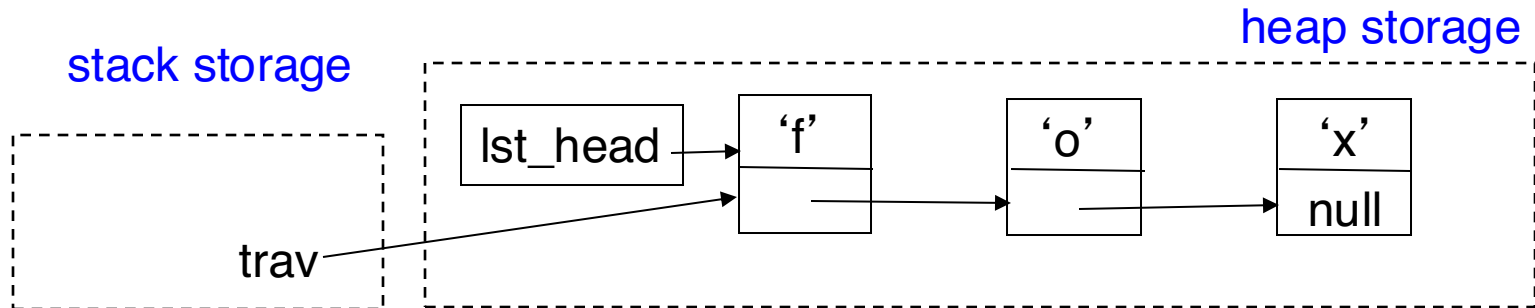 heap storage
stack storage
lst_head
‘f’
‘o’
‘x’
null
trav